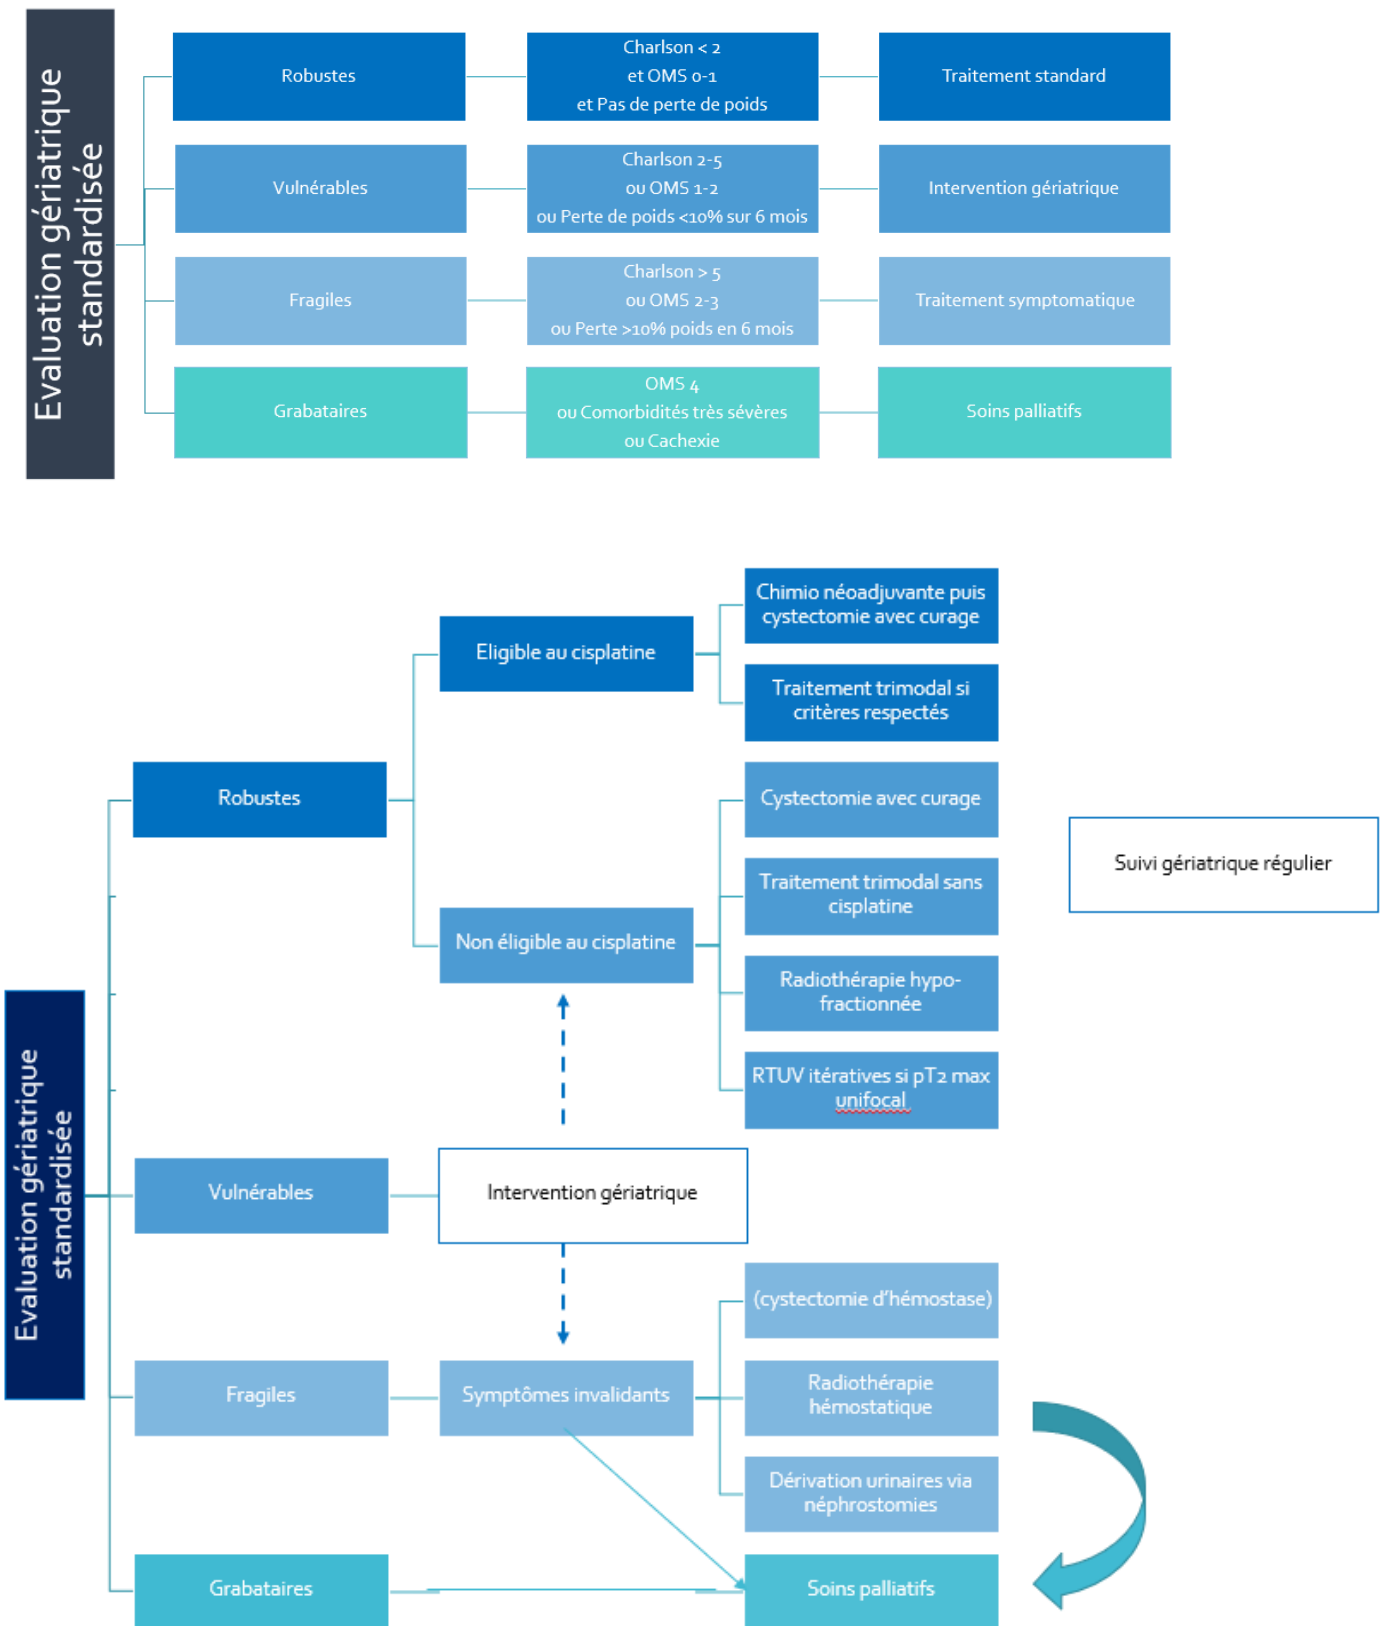 Evaluation gériatrique
standardisée
Robustes
Charlson < 2
et OMS 0-1
et Pas de perte de poids
Traitement standard
Vulnérables
Charlson 2-5
ou OMS 1-2
ou Perte de poids <10% sur 6 mois
Intervention gériatrique
Fragiles
Charlson > 5
ou OMS 2-3
ou Perte >10% poids en 6 mois
Traitement symptomatique
Grabataires
OMS 4
ou Comorbidités très sévères
ou Cachexie
Soins palliatifs
Evaluation gériatrique
standardisée
Robustes
Eligible au cisplatine
Chimio néoadjuvante puis
cystectomie avec curage
Traitement trimodal si
critères respectés
Non éligible au cisplatine
Cystectomie avec curage
Traitement trimodal sans
cisplatine
Radiothérapie hypo-
fractionnée
RTUV itératives si pT2 max
unifocal
Suivi gériatrique régulier
Vulnérables
Intervention gériatrique
Fragiles
Symptômes invalidants
(cystectomie d'hémostase)
Radiothérapie
hémostatique
Dérivation urinaires via
néphrostomies
Grabataires
Soins palliatifs